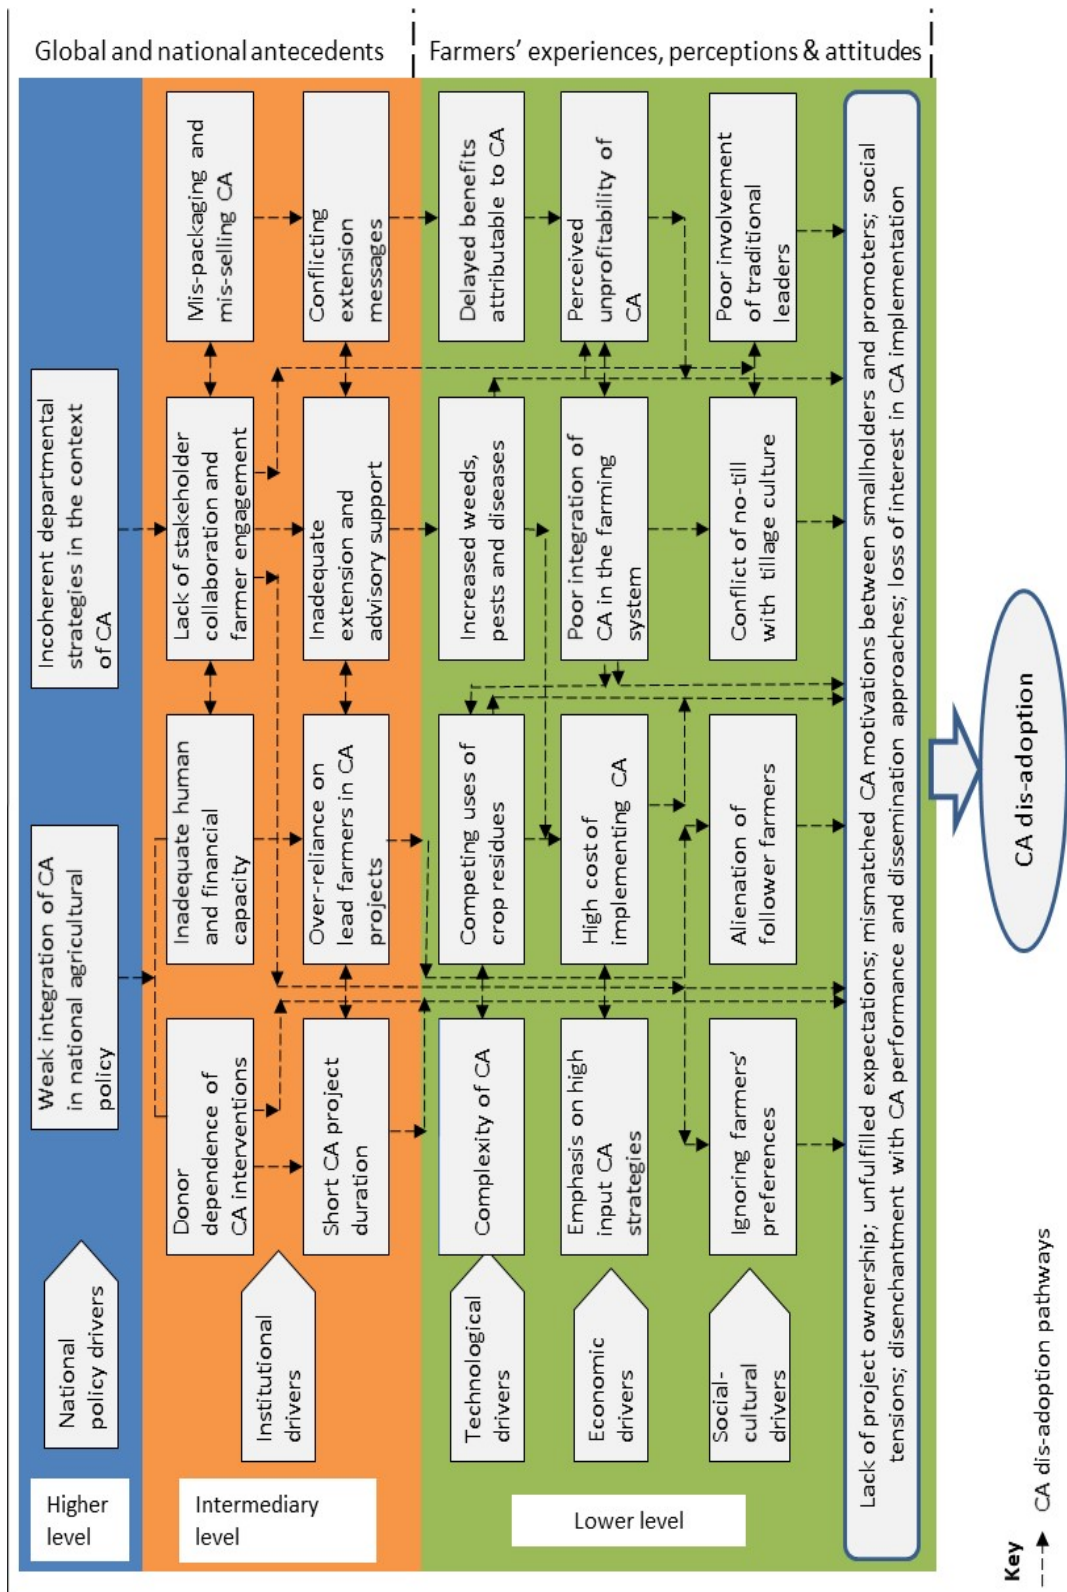 Higher
level
National
policy drivers
Weak integration of CA
in national agricultural
policy
Incoherent departmental
strategies in the context
of CA
Global and national antecedents
Intermediary
level
Institutional
drivers
Donor
dependence of
CA interventions
Inadequate human
and financial
capacity
Lack of stakeholder
collaboration and
farmer engagement
Mis-packaging and
mis-selling CA
Short CA project
duration
Over-reliance on
lead farmers in CA
projects
Inadequate
extension and
advisory support
Conflicting
extension
messages
Farmers’ experiences, perceptions & attitudes
Lower level
Technological
drivers
Complexity of CA
Competing uses of
crop residues
Increased weeds,
pests and diseases
Delayed benefits
attributable to CA
Economic
drivers
Emphasis on high
input CA
strategies
High cost of
implementing CA
Poor integration of
CA in the farming
system
Perceived
unprofitability of
CA
Social-
cultural
drivers
Ignoring farmers’
preferences
Alienation of
follower farmers
Conflict of no-till
with tillage culture
Poor involvement
of traditional
leaders
Lack of project ownership; unfulfilled expectations; mismatched CA motivations between smallholders and promoters; social
tensions; disenchantment with CA performance and dissemination approaches; loss of interest in CA implementation
CA dis-adoption
Key
CA dis-adoption pathways